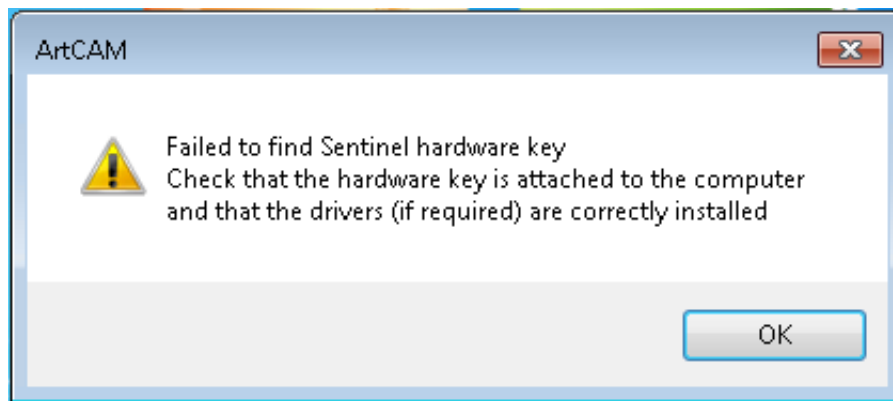 ArtCAM
Failed to find Sentinel hardware key
Check that the hardware key is attached to the computer
and that the drivers (if required) are correctly installed
OK